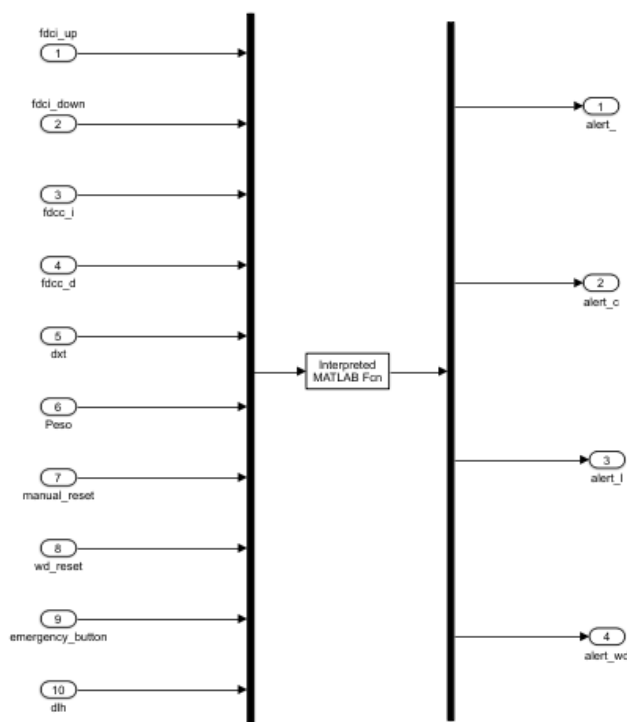 fdci_up
1
fdci_down
2
3
fdcc_i
4
fdcc_d
5
dxt
6
Peso
7
manual_reset
8
wd_reset
9
emergency_button
10
dlh
Interpreted
MATLAB Fcn
1
alert_
2
alert_c
3
alert_l
4
alert_wd